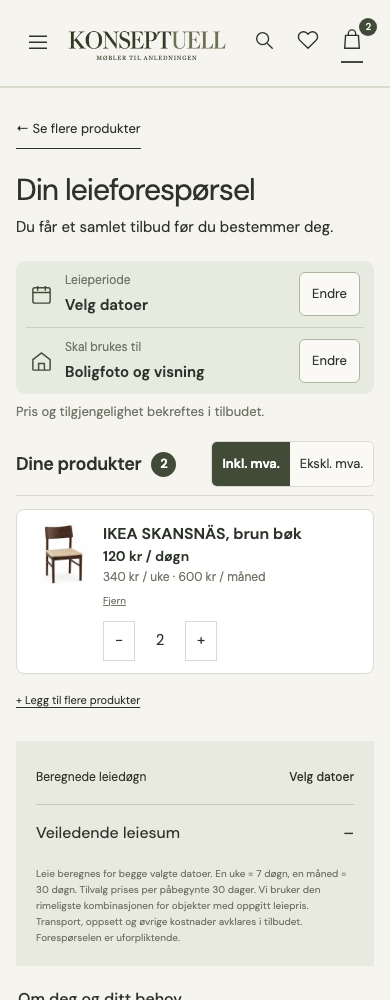 KONSEPTUELL
MØBLER TIL ANLEDNINGEN
2
← Se flere produkter
Din leieforespørsel
Du får et samlet tilbud før du bestemmer deg.
Leieperiode
Velg datoer
Endre
Skal brukes til
Boligfoto og visning
Endre
Pris og tilgjengelighet bekreftes i tilbudet.
Dine produkter 2
Inkl. mva. Ekskl. mva.
IKEA SKANSNÄS, brun bøk
120 kr / døgn
340 kr / uke · 600 kr / måned
Fjern
- 2 +
+ Legg til flere produkter
Beregnede leiedøgn Velg datoer
Veiledende leiesum –
Leie beregnes for begge valgte datoer. En uke = 7 døgn, en måned =
30 døgn. Tilvalg prises per påbegynte 30 dager. Vi bruker den
rimeligste kombinasjonen for objekter med oppgitt leiepris.
Transport, oppsett og øvrige kostnader avklares i tilbudet.
Forespørselen er uforpliktende.
Om deg og ditt behov